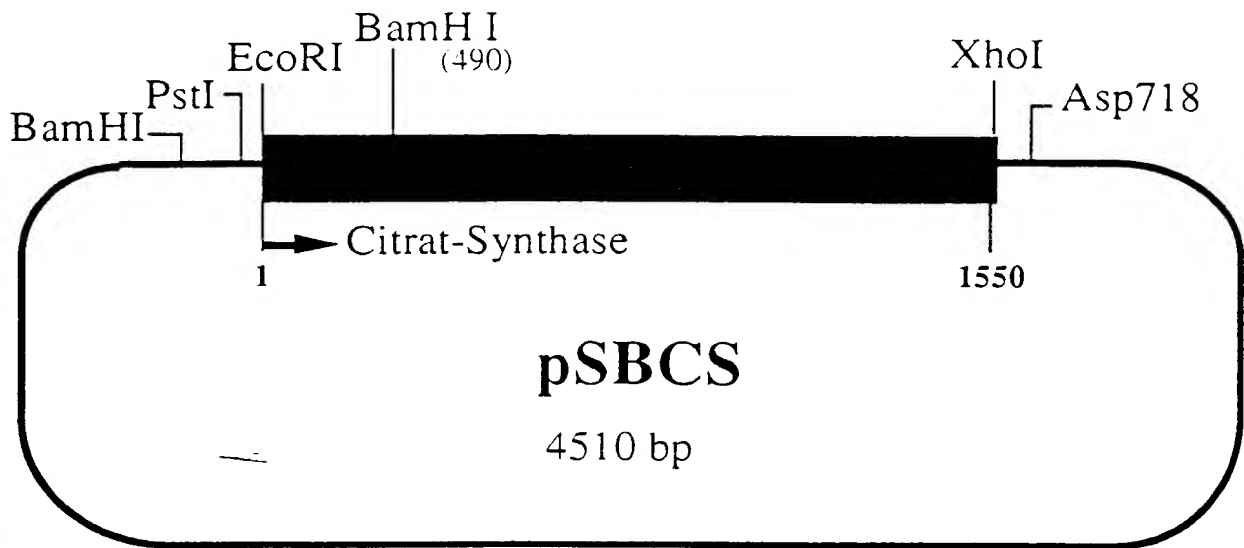 BamH I
(490)
EcoRI
XhoI
PstI
Asp718
BamHI
Citrat-Synthase
1
1550
pSBCS
4510 bp